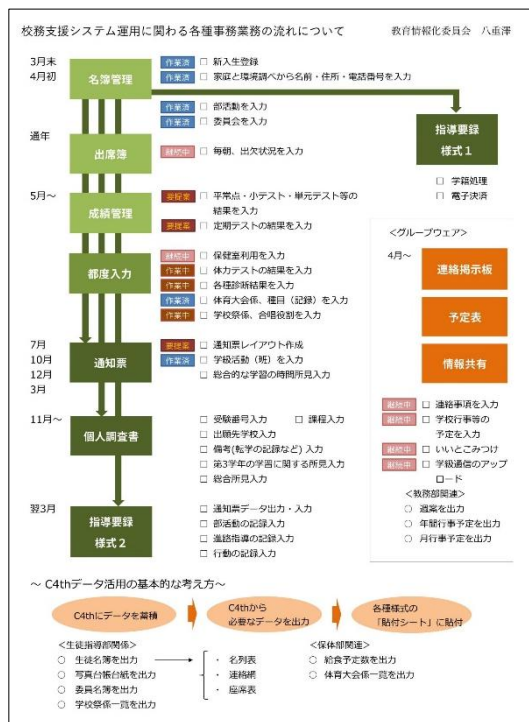 校務支援システム運用に関わる各種事務業務の流れについて 教育情報化委員会 八重澤
3月末
4月初
名簿管理
作業済 □ 新入生登録
作業済 □ 家庭と環境調べから名前・住所・電話番号を入力
作業済 □ 部活動を入力
作業済 □ 委員会を入力
指導要録
様式1
□ 学籍処理
□ 電子決済
通年
出席簿
継続中 □ 毎朝、出欠状況を入力
5月～
成績管理
要提案 □ 平常点・小テスト・単元テスト等の
結果を入力
要提案 □ 定期テストの結果を入力
都度入力
継続中 □ 保健室利用を入力
作業中 □ 体力テストの結果を入力
作業中 □ 各種診断結果を入力
作業済 □ 体育大会係、種目（記録）を入力
作業中 □ 学校祭係、合唱役割を入力
7月
10月
12月
3月
通知票
要提案 □ 通知票レイアウト作成
作業済 □ 学級活動（班）を入力
□ 総合的な学習の時間所見入力
11月～
個人調査書
□ 受験番号入力 □ 課程入力
□ 出願先学校入力
□ 備考(転学の記録など) 入力
□ 第3学年の学習に関する所見入力
□ 総合所見入力
翌3月
指導要録
様式2
□ 通知票データ出力・入力
□ 部活動の記録入力
□ 進路指導の記録入力
□ 行動の記録入力
＜グループウェア＞
4月～
連絡掲示板
予定表
情報共有
継続中 □ 連絡事項を入力
継続中 □ 学校行事等の
予定を入力
継続中 □ いいとこみつけ
継続中 □ 学級通信のアップ
ロード
＜教務部関連＞
○ 週案を出力
○ 年間行事予定を出力
○ 月行事予定を出力
～ C4thデータ活用の基本的な考え方～
C4thにデータを蓄積
C4thから
必要なデータを出力
各種様式の
「貼付シート」に貼付
＜生徒指導部関係＞
○ 生徒名簿を出力
○ 写真台帳台紙を出力
○ 委員名簿を出力
○ 学校祭係一覧を出力
・ 名列表
・ 連絡網
・ 座席表
＜保体部関連＞
○ 給食予定数を出力
○ 体育大会係一覧を出力